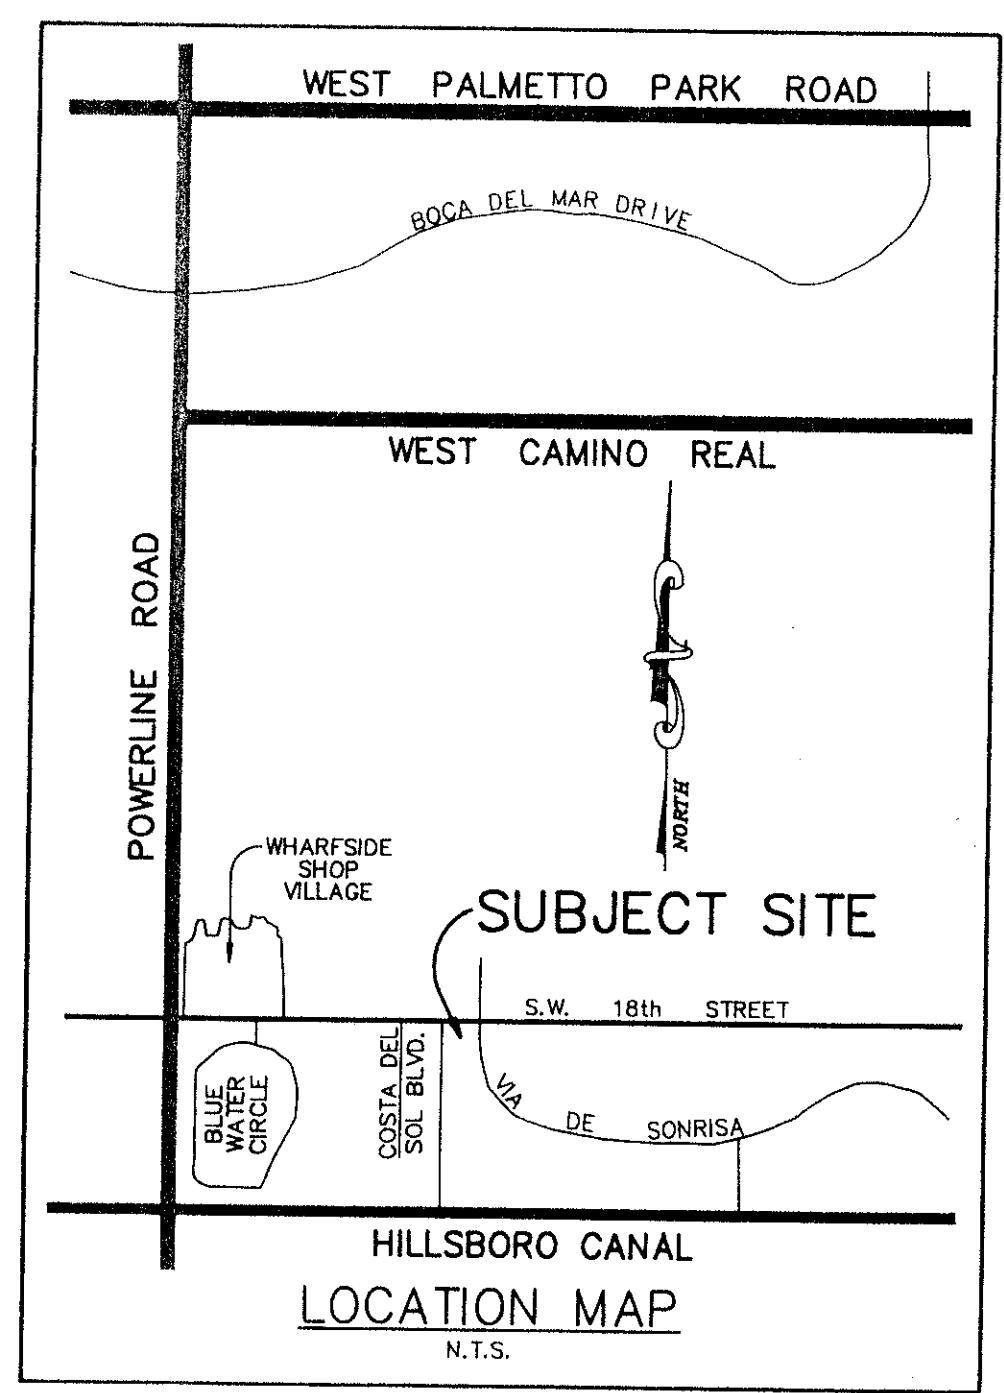 WEST PALMETTO PARK ROAD
BOCA DEL MAR DRIVE
WEST CAMINO REAL
POWERLINE ROAD
NORTH
WHARFSIDE
SHOP
VILLAGE
SUBJECT SITE
S.W. 18th STREET
BLUE
WATER
CIRCLE
COSTA DEL
SOL BLVD.
VIA DE SONRISA
HILLSBORO CANAL
LOCATION MAP
N.T.S.